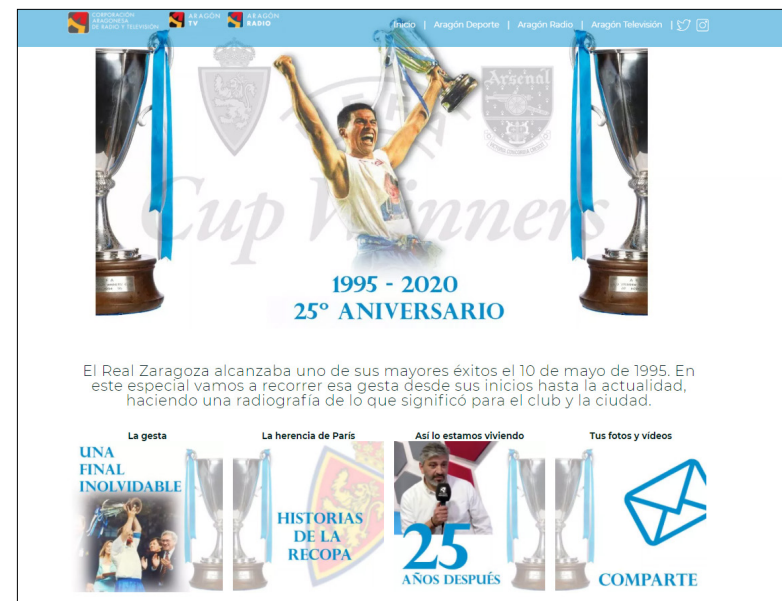 CORPORACIÓN
ARAGONESA
DE RADIO Y TELEVISIÓN
ARAGÓN
TV
ARAGÓN
RADIO
Inicio | Aragón Deporte | Aragón Radio | Aragón Televisión |
Arsenal
Cup Winners
1995 - 2020
25º ANIVERSARIO
El Real Zaragoza alcanzaba uno de sus mayores éxitos el 10 de mayo de 1995. En
este especial vamos a recorrer esa gesta desde sus inicios hasta la actualidad,
haciendo una radiografía de lo que significó para el club y la ciudad.
La gesta
UNA
FINAL
INOLVIDABLE
La herencia de París
HISTORIAS
DE LA
RECOPA
Así lo estamos viviendo
25
AÑOS DESPUÉS
Tus fotos y vídeos
COMPARTE